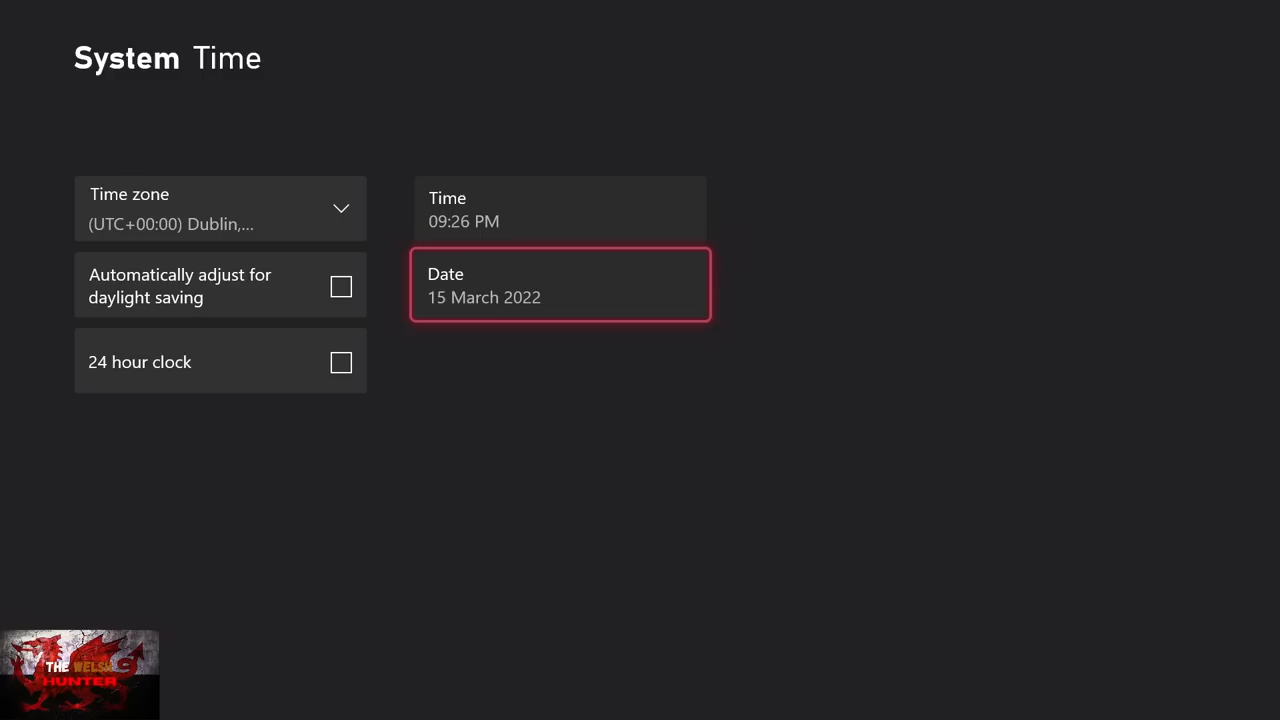 System Time
Time zone
(UTC+00:00) Dublin,...
Automatically adjust for
daylight saving
24 hour clock
Time
09:26 PM
Date
15 March 2022
THE WELSH
HUNTER